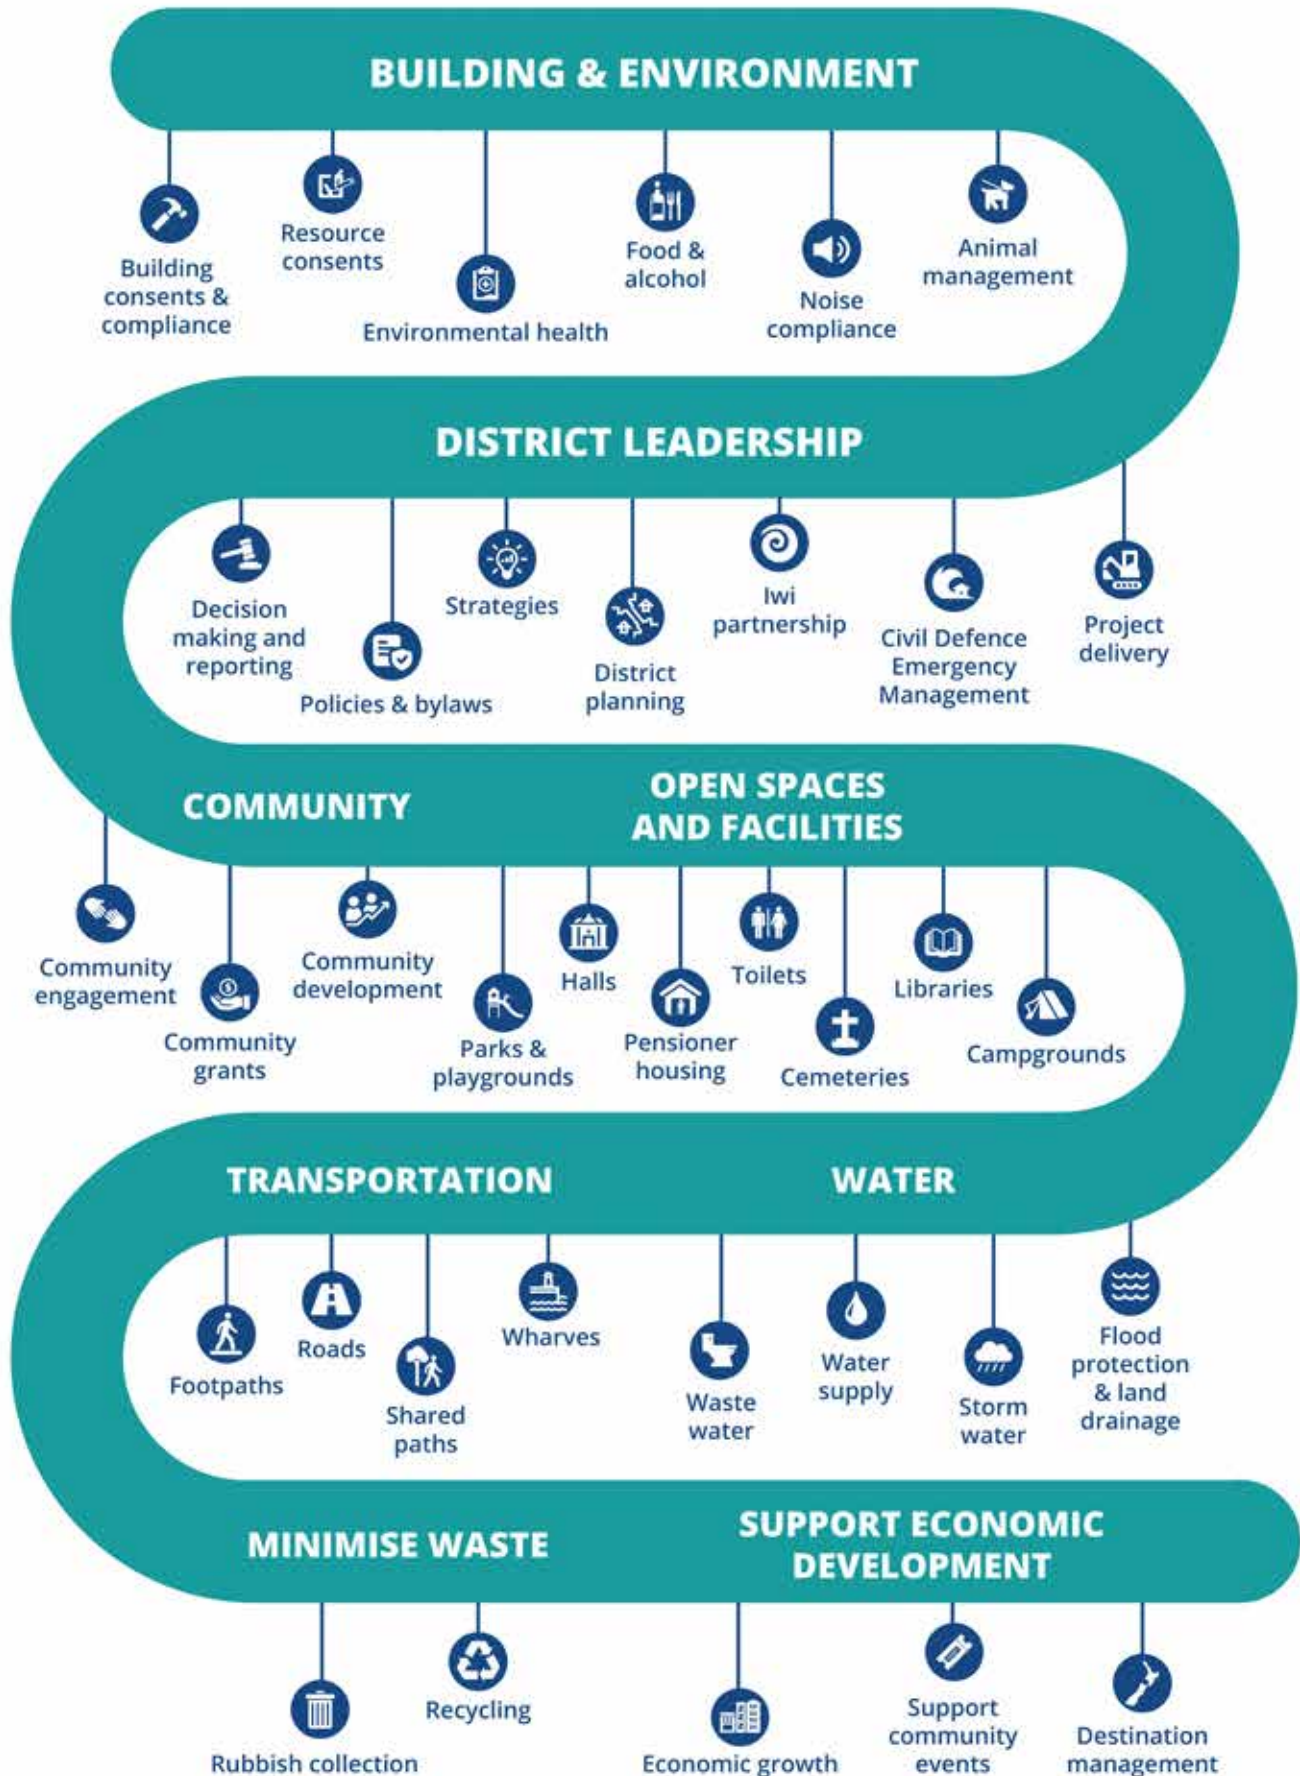 BUILDING & ENVIRONMENT
Building
consents &
compliance
Resource
consents
Environmental health
Food &
alcohol
Noise
compliance
Animal
management
DISTRICT LEADERSHIP
Decision
making and
reporting
Policies & bylaws
Strategies
District
planning
Iwi
partnership
Civil Defence
Emergency
Management
Project
delivery
COMMUNITY
Community
engagement
Community
grants
Community
development
OPEN SPACES
AND FACILITIES
Parks &
playgrounds
Halls
Pensioner
housing
Toilets
Cemeteries
Libraries
Campgrounds
TRANSPORTATION
Footpaths
Roads
Shared
paths
Wharves
WATER
Waste
water
Water
supply
Storm
water
Flood
protection
& land
drainage
MINIMISE WASTE
Rubbish collection
Recycling
SUPPORT ECONOMIC
DEVELOPMENT
Economic growth
Support
community
events
Destination
management